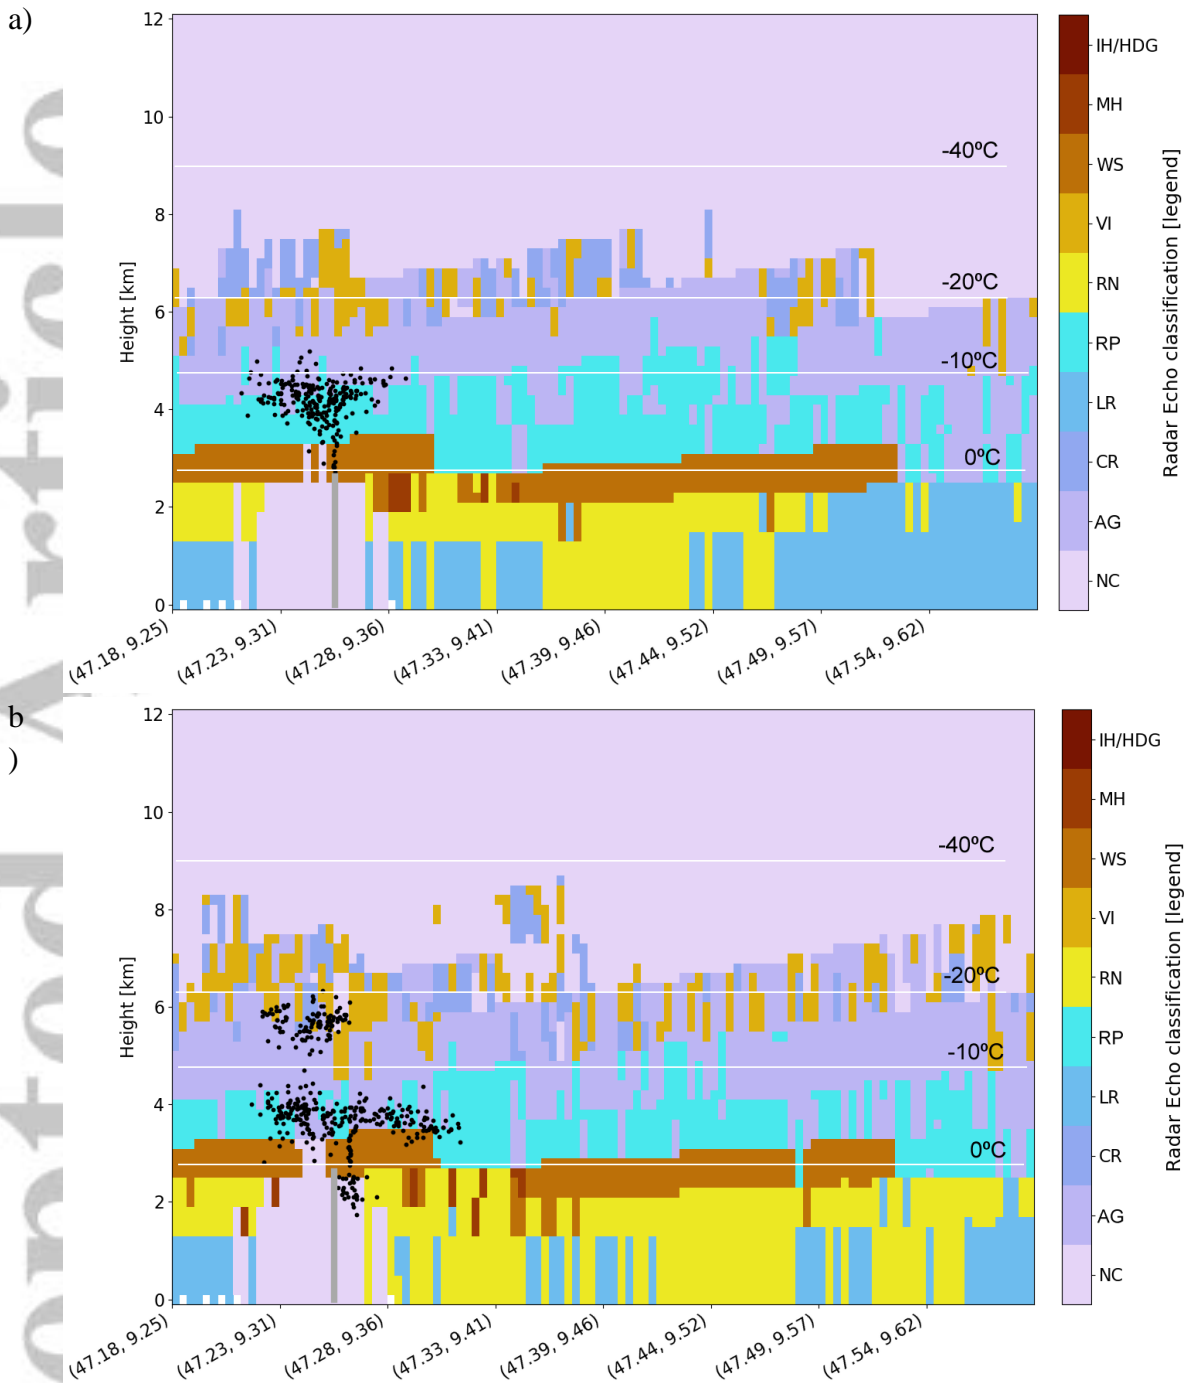 a)
12
10
8
6
4
2
0
Height [km]
-40ºC
-20ºC
-10ºC
0ºC
(47.18, 9.25)
(47.23, 9.31)
(47.28, 9.36)
(47.33, 9.41)
(47.39, 9.46)
(47.44, 9.52)
(47.49, 9.57)
(47.54, 9.62)
IH/HDG
MH
WS
VI
RN
RP
LR
CR
AG
NC
Radar Echo classification [legend]
b
)
12
10
8
6
4
2
0
Height [km]
-40ºC
-20ºC
-10ºC
0ºC
(47.18, 9.25)
(47.23, 9.31)
(47.28, 9.36)
(47.33, 9.41)
(47.39, 9.46)
(47.44, 9.52)
(47.49, 9.57)
(47.54, 9.62)
IH/HDG
MH
WS
VI
RN
RP
LR
CR
AG
NC
Radar Echo classification [legend]